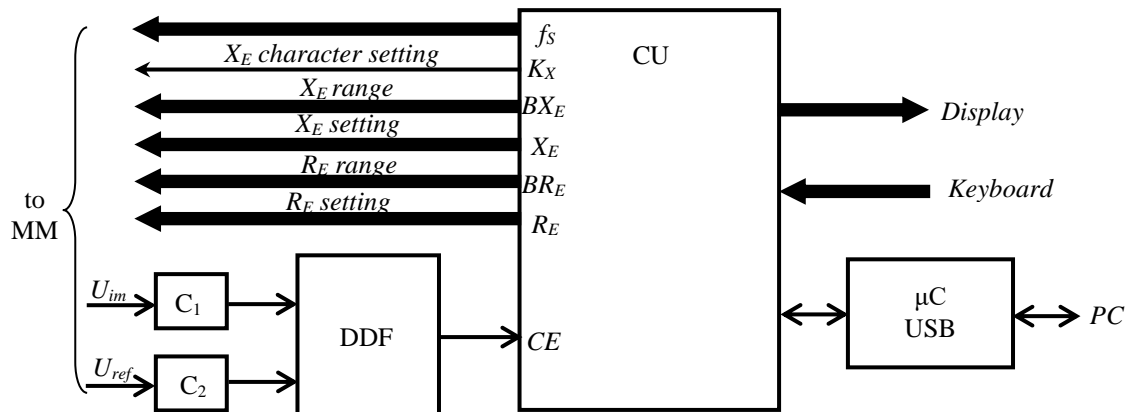 f_S
CU
X_E character setting
K_X
X_E range
BX_E
Display
X_E setting
X_E
R_E range
BR_E
Keyboard
to
MM
R_E setting
R_E
U_im
C_1
DDF
CE
μC
USB
PC
U_ref
C_2